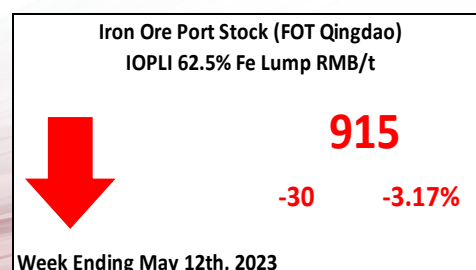 Iron Ore Port Stock (FOT Qingdao)
IOPLI 62.5% Fe Lump RMB/t
915
-30 -3.17%
Week Ending May 12th, 2023